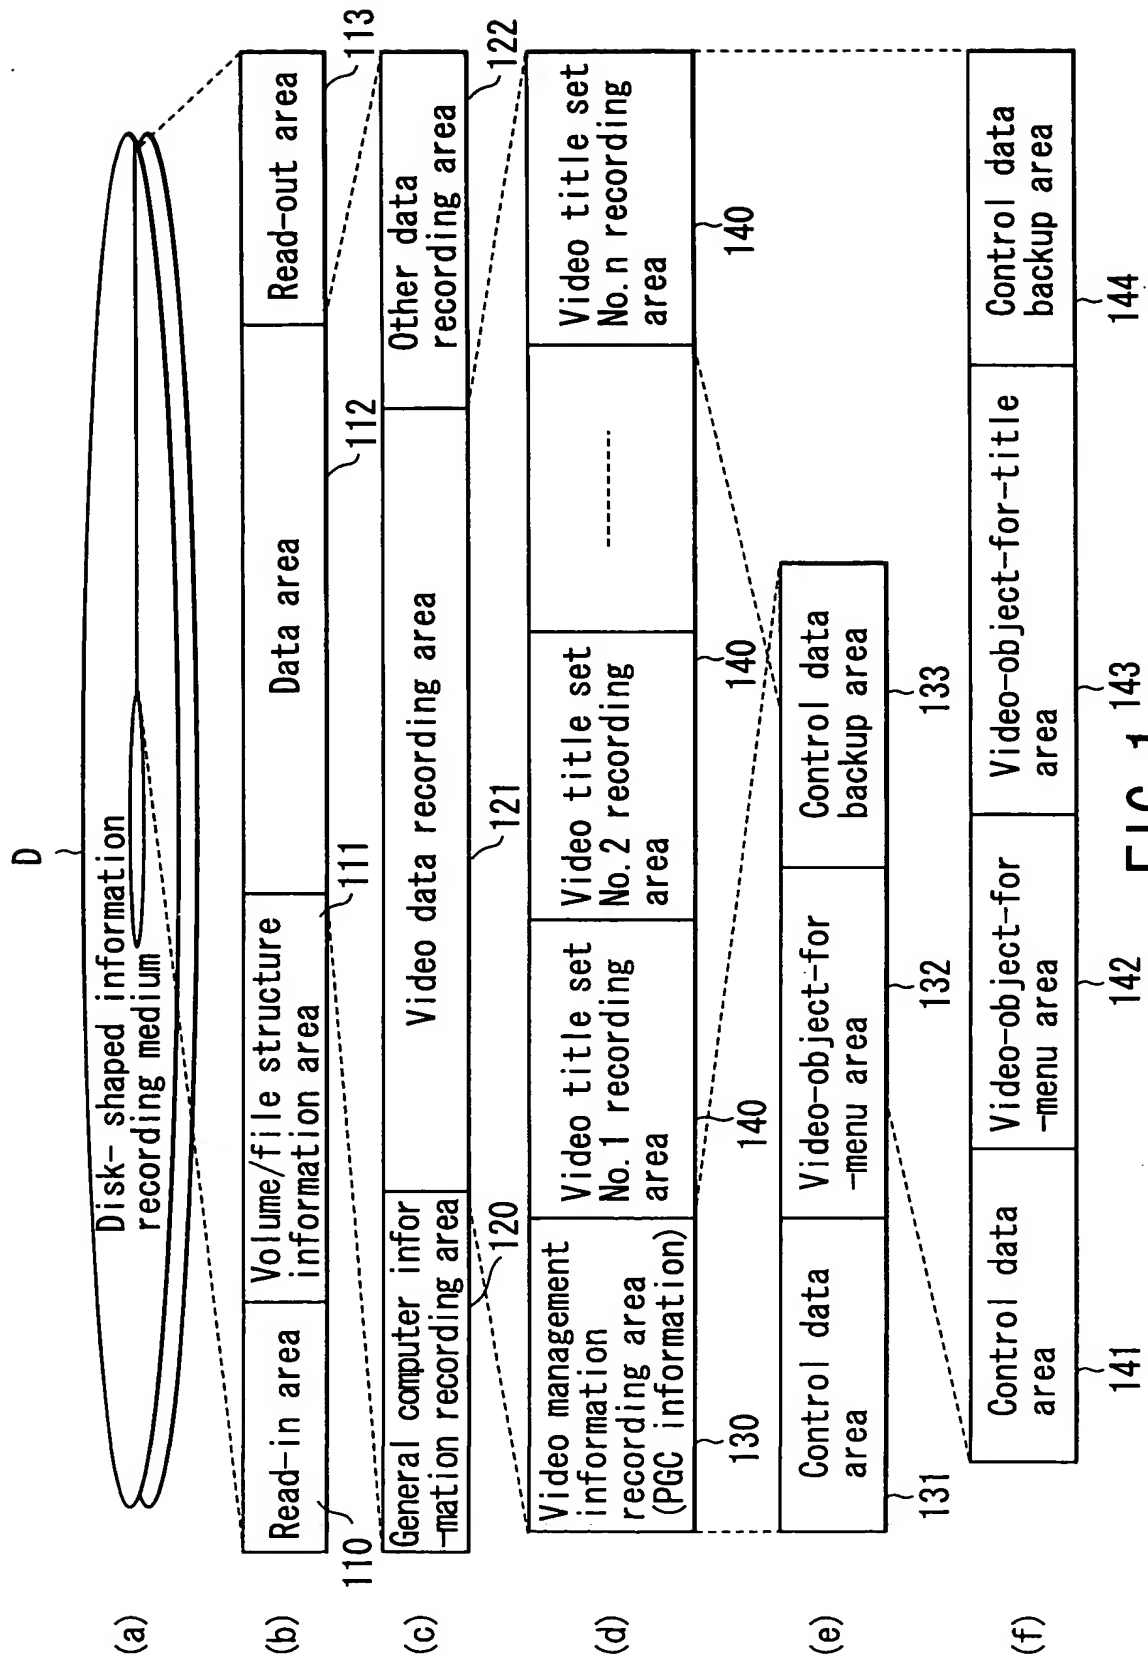 D
(a)
Disk- shaped information
recording medium
(b)
Read-in area
Volume/file structure
information area
Data area
Read-out area
110
111
112
113
(c)
General compute infor
-mation recording area
Video data recording area
Other data
recording area
120
121
122
(d)
Video management
information
recording area
(PGC information)
Video title set
No.1 recording
area
Video title set
No.2 recording
area
Video title set
No.n recording
area
130
140
140
140
(e)
Control data
area
Video-object-for
-menu area
Control data
backup area
131
132
133
(f)
Control data
area
Video-object-for
-menu area
Video-object-for-title
area
Control data
backup area
141
142
143
144
FIG. 1